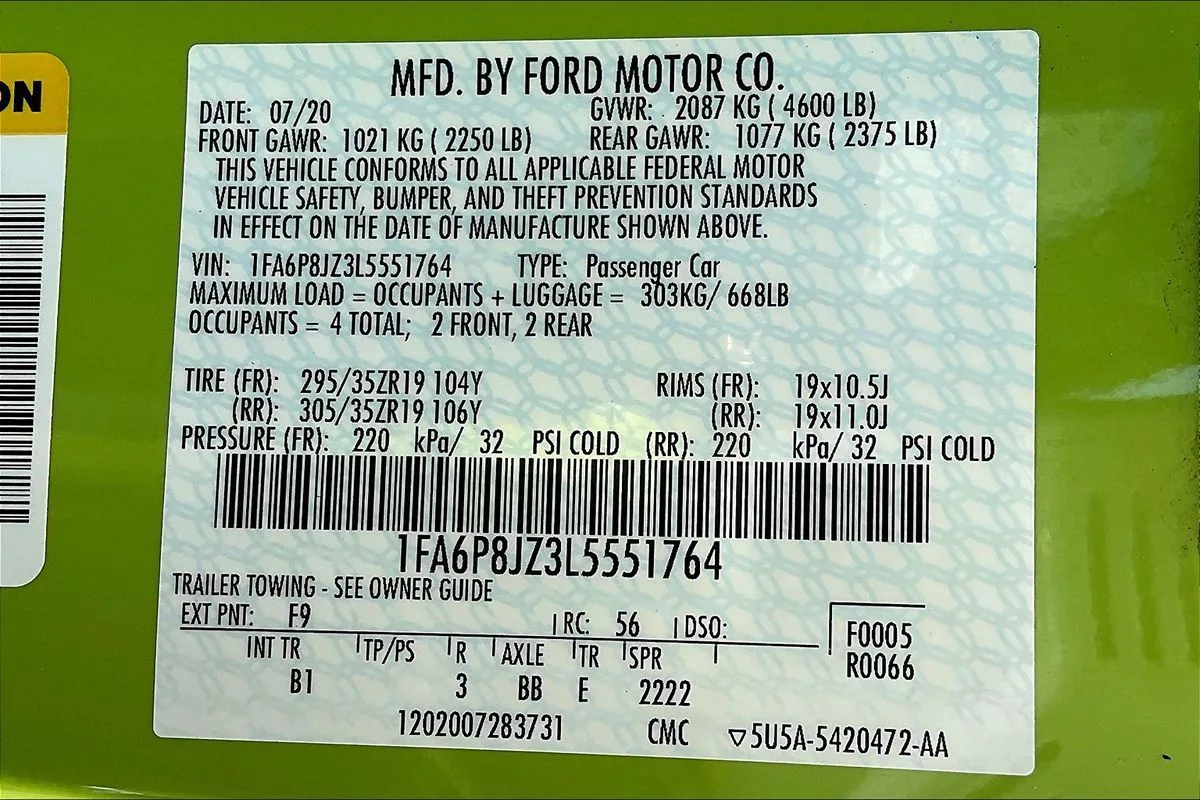 ON
MFD. BY FORD MOTOR CO.
DATE: 07/20 GVWR: 2087 KG ( 4600 LB)
FRONT GAWR: 1021 KG ( 2250 LB) REAR GAWR: 1077 KG ( 2375 LB)
THIS VEHICLE CONFORMS TO ALL APPLICABLE FEDERAL MOTOR
VEHICLE SAFETY, BUMPER, AND THEFT PREVENTION STANDARDS
IN EFFECT ON THE DATE OF MANUFACTURE SHOWN ABOVE.
VIN: 1FA6P8JZ3L5551764 TYPE: Passenger Car
MAXIMUM LOAD = OCCUPANTS + LUGGAGE = 303KG/ 668LB
OCCUPANTS = 4 TOTAL; 2 FRONT, 2 REAR
TIRE (FR): 295/35ZR19 104Y RIMS (FR): 19x10.5J
(RR): 305/35ZR19 106Y (RR): 19x11.0J
PRESSURE (FR): 220 kPa/ 32 PSI COLD (RR): 220 kPa/ 32 PSI COLD
1FA6P8JZ3L5551764
TRAILER TOWING - SEE OWNER GUIDE
EXT PNT: F9 RC: 56 DSO: F0005
INT TR TP/PS R AXLE TR SPR R0066
B1 3 BB E 2222
1202007283731 CMC ▽5U5A-5420472-AA